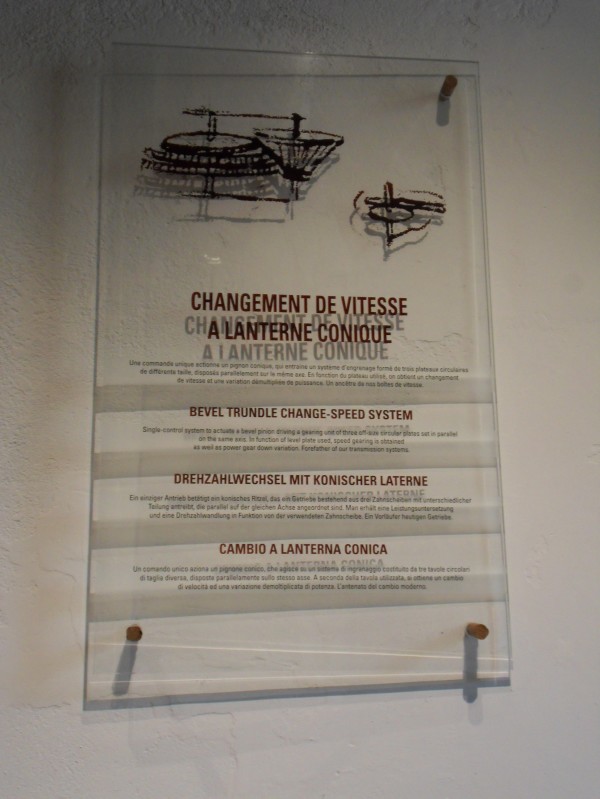 CHANGEMENT DE VITESSE
A LANTERNE CONIQUE
Une commande unique actionne un pignon conique, qui entraîne un système d'engrenage formé de trois plateaux circulaires
de différente taille, disposés parallèlement sur le même axe. En fonction du plateau utilisé, on obtient un changement
de vitesse et une variation démultipliée de puissance. Un ancêtre de nos boîtes de vitesse.
BEVEL TRUNDLE CHANGE-SPEED SYSTEM
Single-control system to actuate a bevel pinion driving a gearing unit of three off-size circular plates set in parallel
on the same axis. In function of level plate used, speed gearing is obtained
as well as power gear down variation. Forefather of our transmission systems.
DREHZAHLWECHSEL MIT KONISCHER LATERNE
Ein einziger Antrieb betätigt ein konisches Ritzel, das ein Getriebe bestehend aus drei Zahnscheiben mit unterschiedlicher
Teilung antreibt, die parallel auf der gleichen Achse angeordnet sind. Man erhält eine Leistungsuntersetzung
und eine Drehzahlwandlung in Funktion von der verwendeten Zahnscheibe. Ein Vorläufer heutigen Getriebe.
CAMBIO A LANTERNA CONICA
Un comando unico aziona un pignone conico, che agisce su un sistema di ingranaggio costituito da tre tavole circolari
di taglia diversa, disposte parallelamente sullo stesso asse. A seconda della tavola utilizzata, si ottiene un cambio
di velocità ed una variazione demoltiplicata di potenza. L'antenato del cambio moderno.